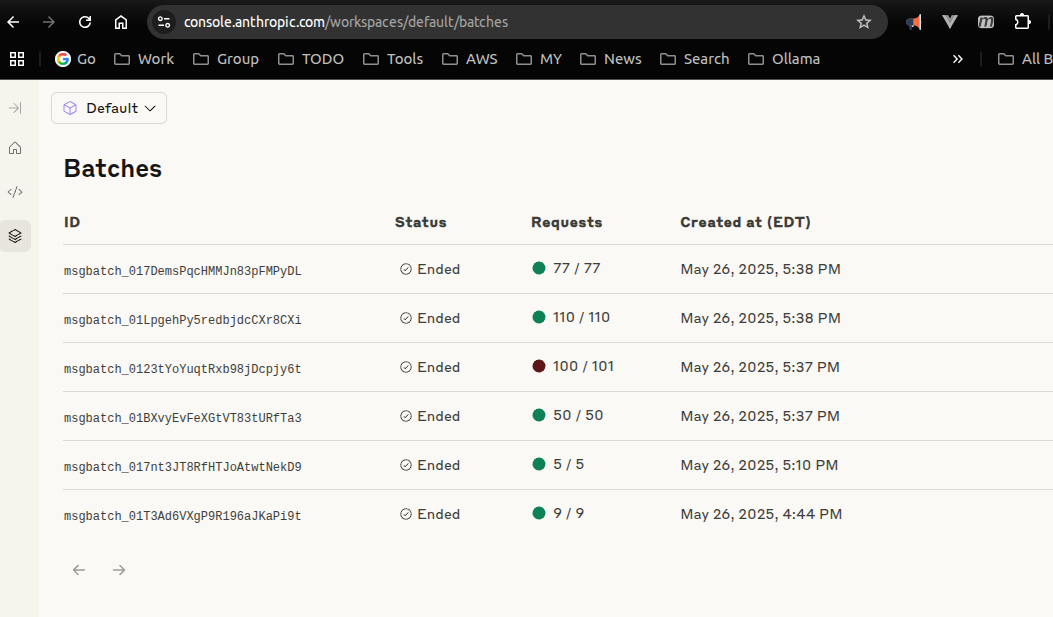 console.anthropic.com/workspaces/default/batches
Go Work Group TODO Tools AWS MY News Search Ollama » All B
Default
Batches
ID Status Requests Created at (EDT)
msgbatch_017DemsPqcHMMJn83pFMPyDL Ended 77 / 77 May 26, 2025, 5:38 PM
msgbatch_01LpgehPy5redbjdcCXr8CXi Ended 110 / 110 May 26, 2025, 5:38 PM
msgbatch_0123tYoYuqtRxb98jDcpjy6t Ended 100 / 101 May 26, 2025, 5:37 PM
msgbatch_01BXvyEvFeXGtVT83tURfTa3 Ended 50 / 50 May 26, 2025, 5:37 PM
msgbatch_017nt3JT8RfHTJoAtwtNekD9 Ended 5 / 5 May 26, 2025, 5:10 PM
msgbatch_01T3Ad6VXgP9R196aJKaPi9t Ended 9 / 9 May 26, 2025, 4:44 PM